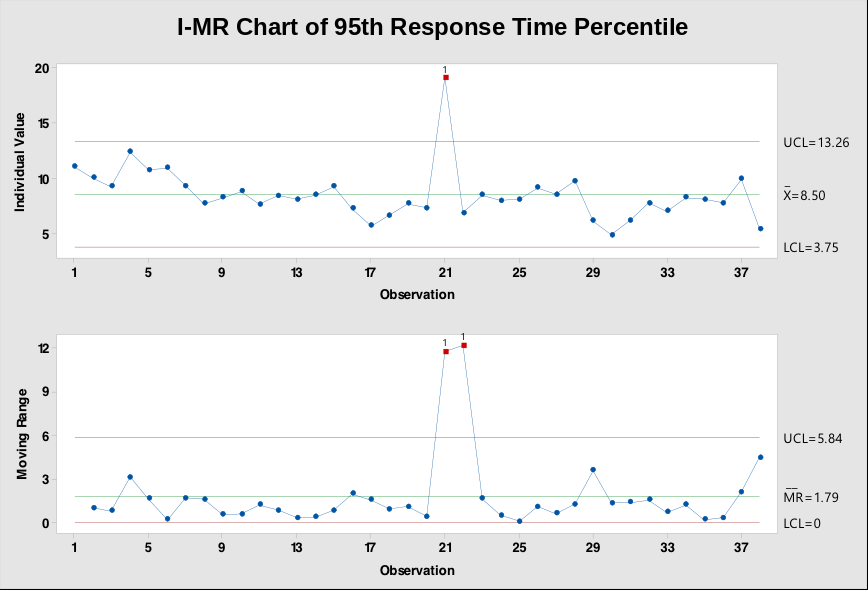 I-MR Chart of 95th Response Time Percentile
20
15
10
5
Individual Value
1
UCL=13.26
X̅=8.50
LCL=3.75
1 5 9 13 17 21 25 29 33 37
Observation
12
9
6
3
0
Moving Range
1 1
UCL=5.84
M̅R̅=1.79
LCL=0
1 5 9 13 17 21 25 29 33 37
Observation